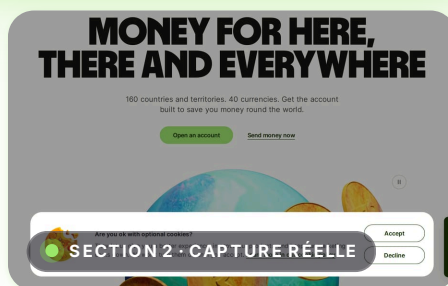 MONEY FOR HERE,
THERE AND EVERYWHERE
160 countries and territories. 40 currencies. Get the account
built to save you money round the world.
Open an account Send money now
Are you ok with optional cookies?
Accept
SECTION 2 · CAPTURE RÉELLE
Decline